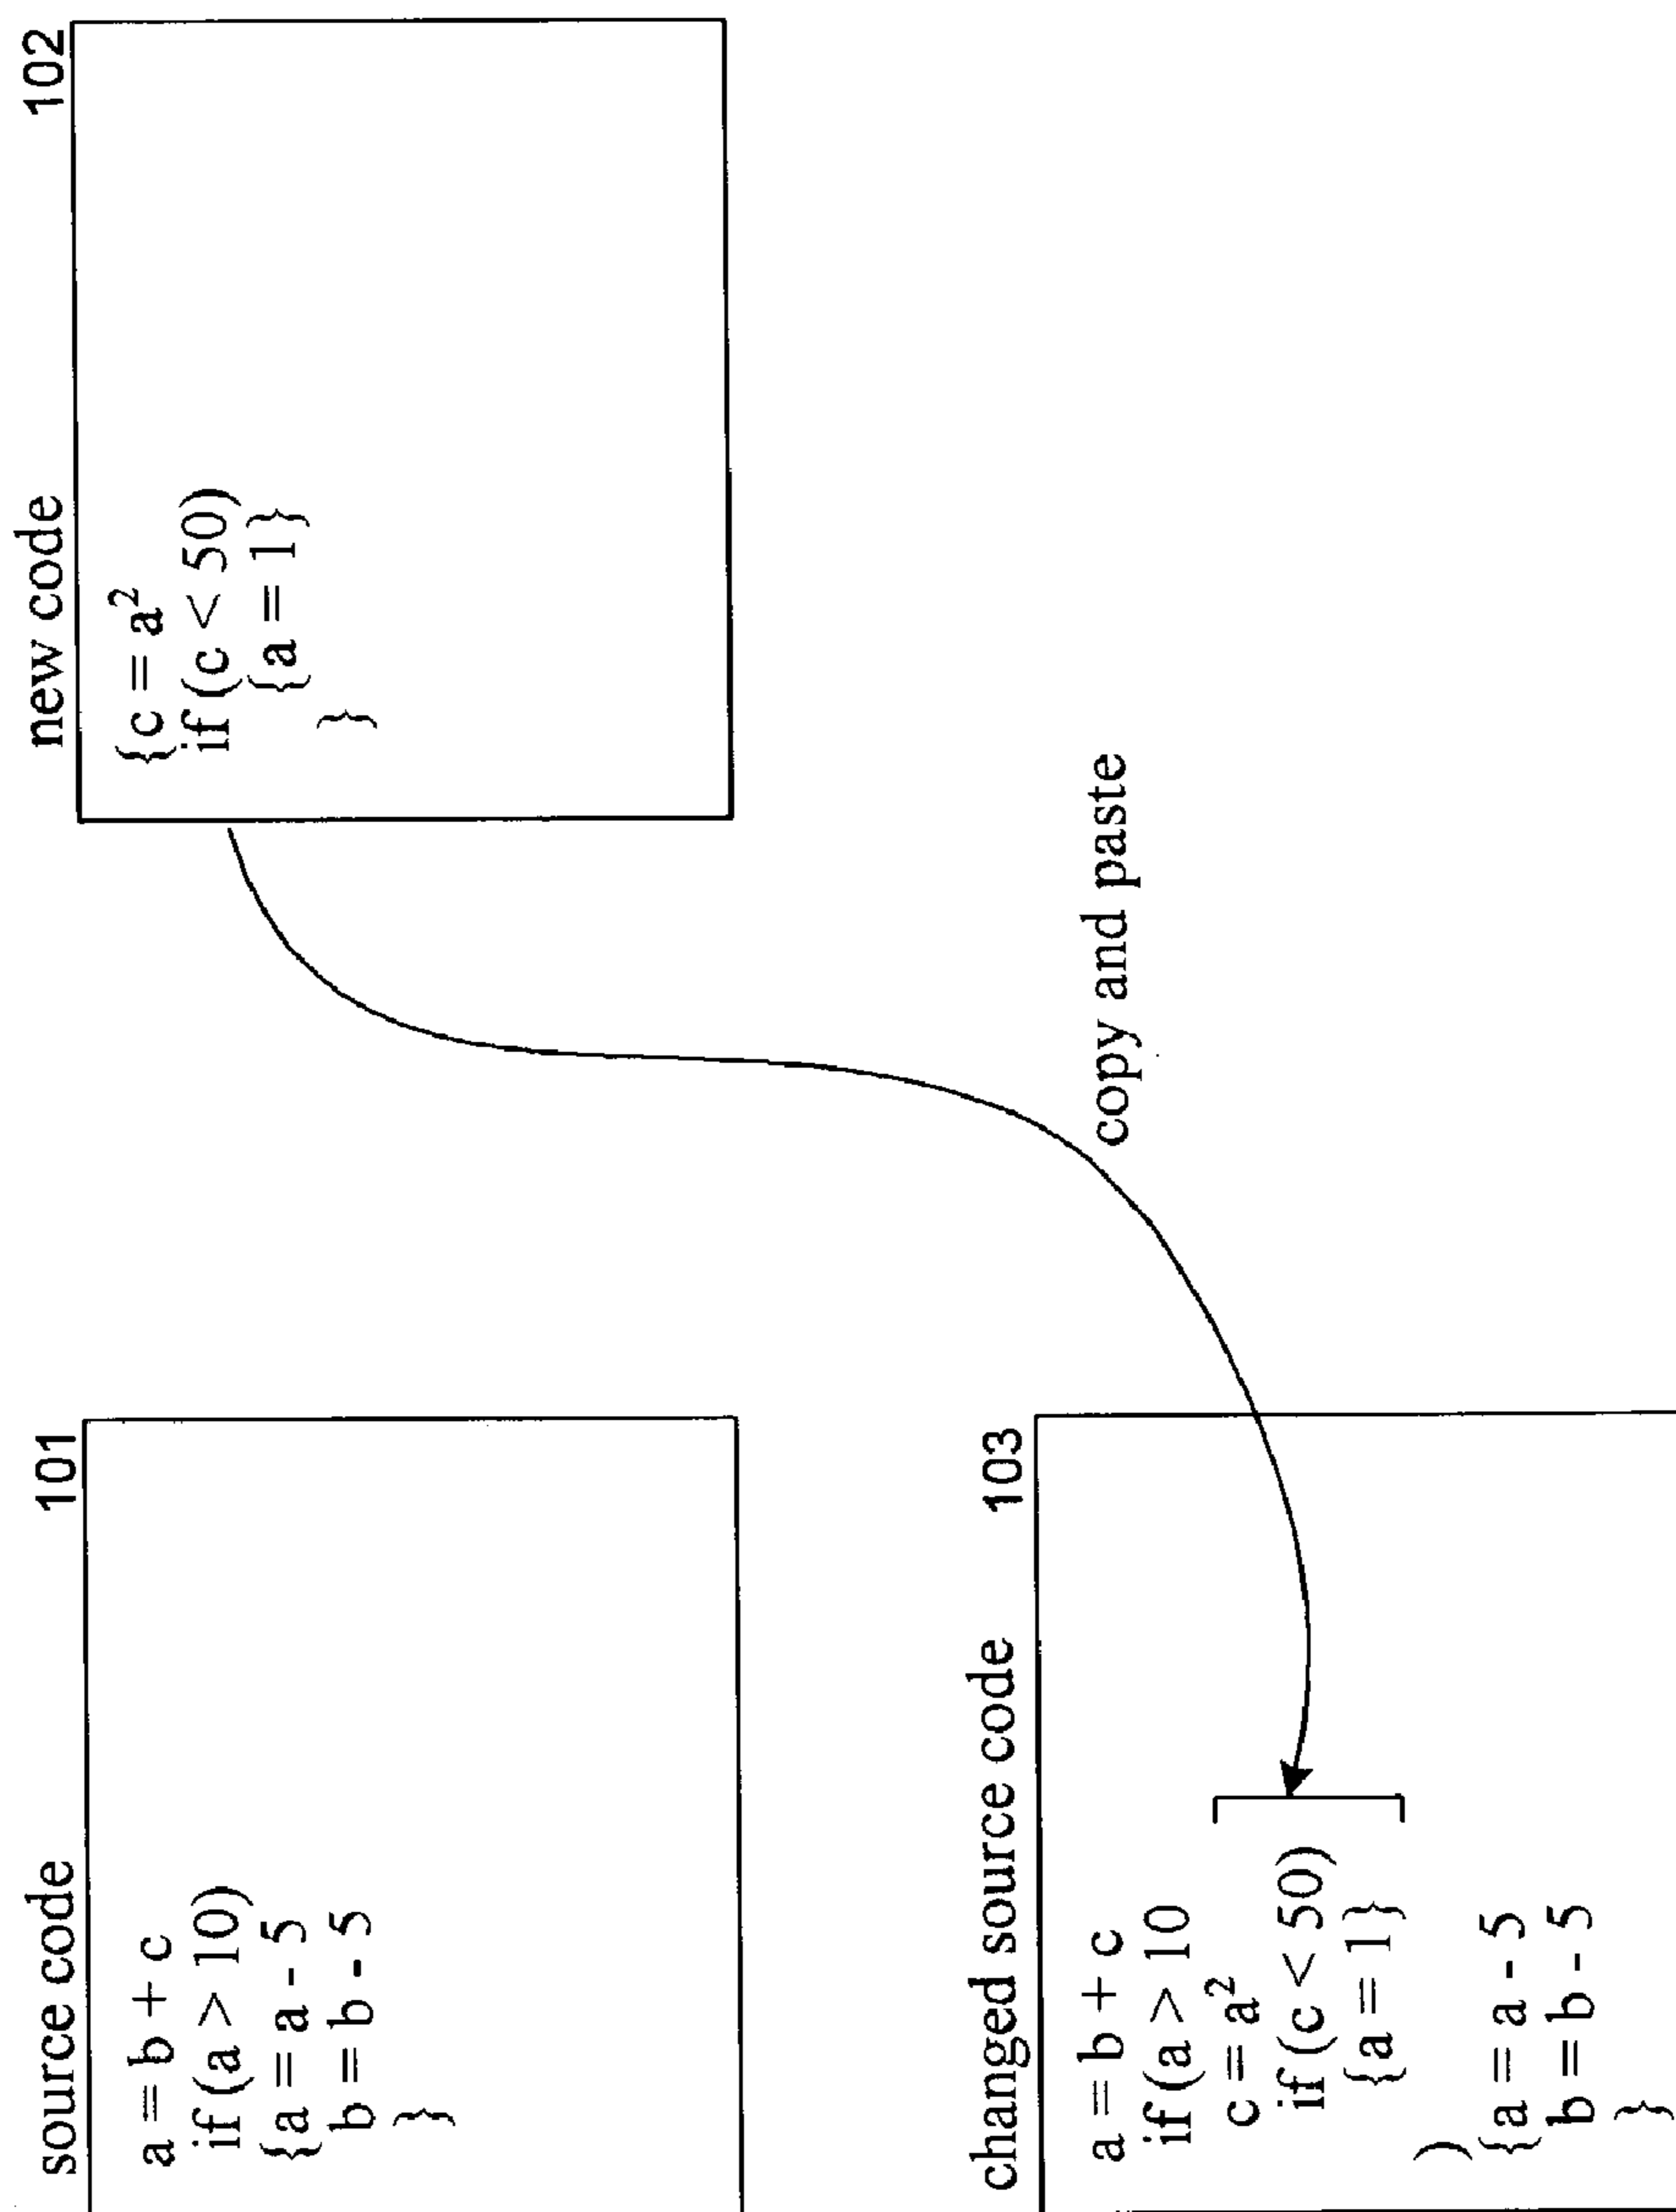 source code 101
a = b + c
if (a > 10)
{a = a - 5
b = b - 5
}
new code 102
{c = a²
if (c < 50)
{a = 1}
}
copy and paste
changed source code 103
a = b + c
if (a > 10
c = a²
if (c < 50)
{a = 1}
)
{a = a - 5
b = b - 5
}